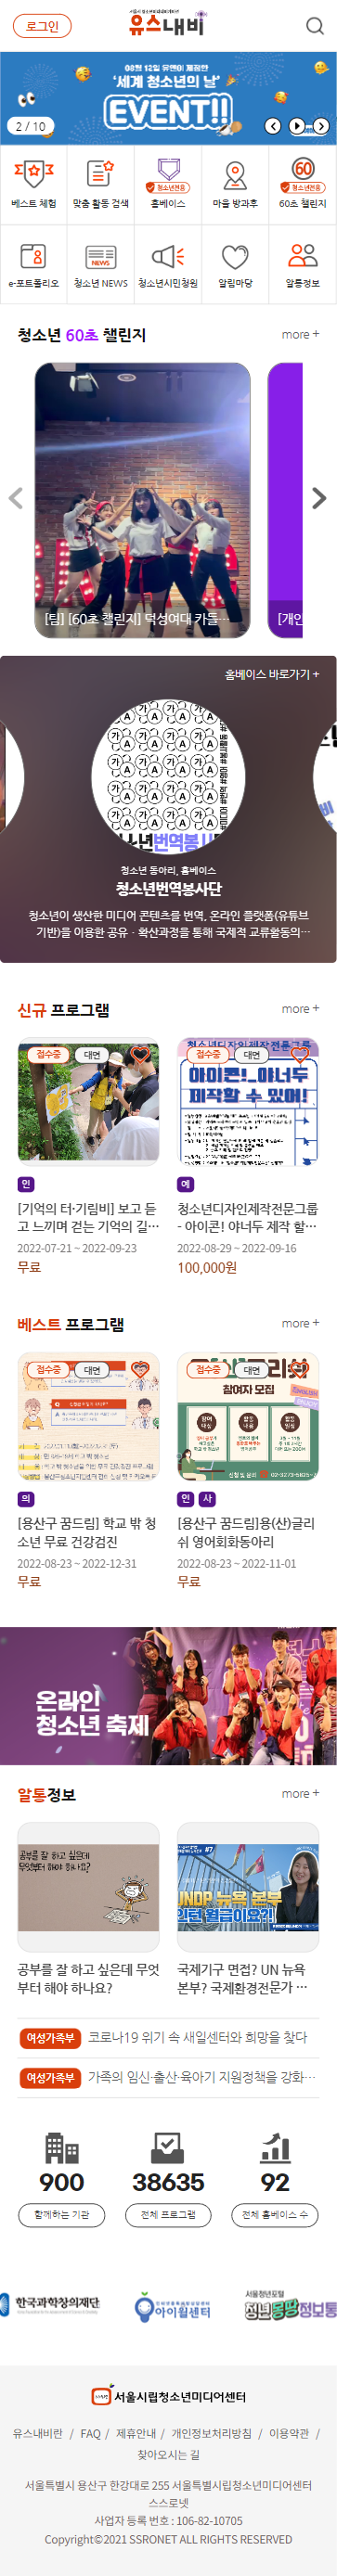 로그인
유스내비
08월 12일 유엔이 제정한
'세계 청소년의 날'
EVENT!!
2 / 10
베스트 체험
맞춤 활동 검색
청소년전용
홈베이스
마을 방과후
60
청소년전용
60초 챌린지
e-포트폴리오
NEWS
청소년 NEWS
청소년시민청원
알림마당
알통정보
청소년 60초 챌린지
more +
[팀] [60초 챌린지] 덕성여대 카돌…
[개인
홈베이스 바로가기 +
청소년 동아리, 홈베이스
청소년번역봉사단
청소년이 생산한 미디어 콘텐츠를 번역, 온라인 플랫폼(유튜브
기반)을 이용한 공유 · 확산과정을 통해 국제적 교류활동의…
신규 프로그램
more +
접수중
대면
인
[기억의 터·기림비] 보고 듣
고 느끼며 걷는 기억의 길…
2022-07-21 ~ 2022-09-23
무료
청소년디자인제작전문그룹
아이콘!_야너두
제작할 수 있어!
접수중
대면
예
청소년디자인제작전문그룹
- 아이콘! 야너두 제작 할…
2022-08-29 ~ 2022-09-16
100,000원
베스트 프로그램
more +
접수중
대면
의
[용산구 꿈드림] 학교 밖 청
소년 무료 건강검진
2022-08-23 ~ 2022-12-31
무료
접수중
대면
참여자 모집
인
사
[용산구 꿈드림]용(산)글리
쉬 영어회화동아리
2022-08-23 ~ 2022-11-01
무료
온라인
청소년 축제
알통정보
more +
공부를 잘 하고 싶은데
무엇부터 해야 하나요?
공부를 잘 하고 싶은데 무엇
부터 해야 하나요?
#7
UNDP 뉴욕 본부
인턴 월급이요?!
국제기구 면접? UN 뉴욕
본부? 국제환경전문가 …
여성가족부
코로나19 위기 속 새일센터와 희망을 찾다
여성가족부
가족의 임신·출산·육아기 지원정책을 강화…
900
함께하는 기관
38635
전체 프로그램
92
전체 홈베이스 수
한국과학창의재단
아이윌센터
서울청년포털
청년몽땅정보통
서울시립청소년미디어센터
유스내비란 / FAQ / 제휴안내 / 개인정보처리방침 / 이용약관 /
찾아오시는 길
서울특별시 용산구 한강대로 255 서울특별시립청소년미디어센터
스스로넷
사업자 등록 번호 : 106-82-10705
Copyright©2021 SSRONET ALL RIGHTS RESERVED